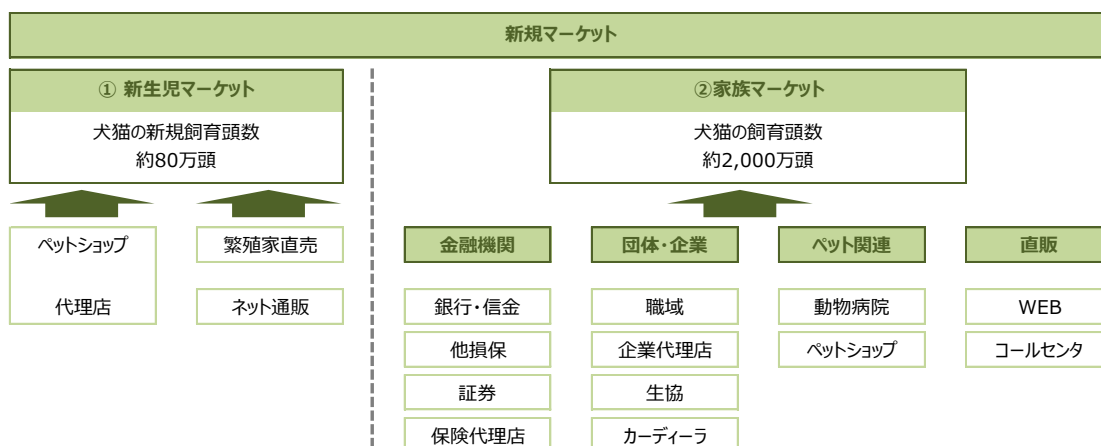 新規マーケット
① 新生児マーケット
犬猫の新規飼育頭数
約80万頭
ペットショップ
代理店
繁殖家直売
ネット通販
②家族マーケット
犬猫の飼育頭数
約2,000万頭
金融機関
銀行・信金
他損保
証券
保険代理店
団体・企業
職域
企業代理店
生協
カーディーラ
ペット関連
動物病院
ペットショップ
直販
WEB
コールセンタ